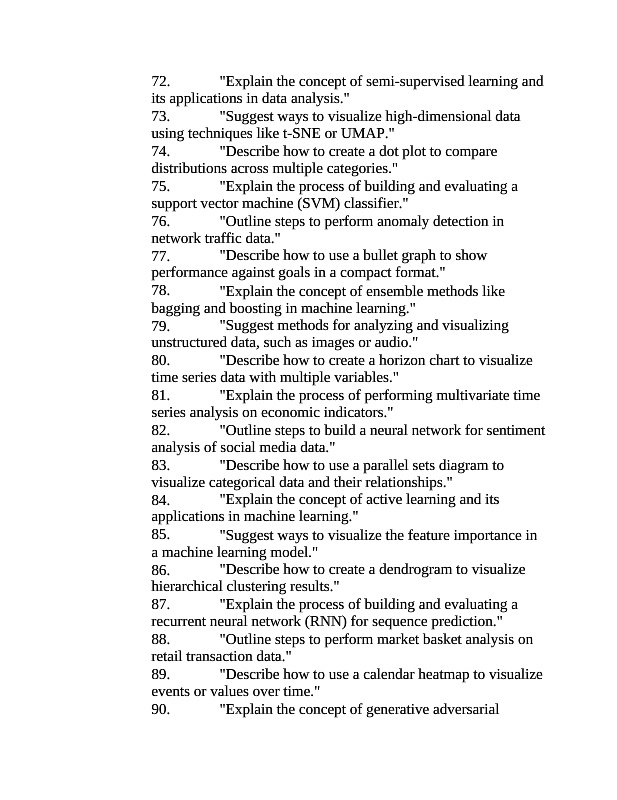 72. "Explain the concept of semi-supervised learning and
its applications in data analysis."
73. "Suggest ways to visualize high-dimensional data
using techniques like t-SNE or UMAP."
74. "Describe how to create a dot plot to compare
distributions across multiple categories."
75. "Explain the process of building and evaluating a
support vector machine (SVM) classifier."
76. "Outline steps to perform anomaly detection in
network traffic data."
77. "Describe how to use a bullet graph to show
performance against goals in a compact format."
78. "Explain the concept of ensemble methods like
bagging and boosting in machine learning."
79. "Suggest methods for analyzing and visualizing
unstructured data, such as images or audio."
80. "Describe how to create a horizon chart to visualize
time series data with multiple variables."
81. "Explain the process of performing multivariate time
series analysis on economic indicators."
82. "Outline steps to build a neural network for sentiment
analysis of social media data."
83. "Describe how to use a parallel sets diagram to
visualize categorical data and their relationships."
84. "Explain the concept of active learning and its
applications in machine learning."
85. "Suggest ways to visualize the feature importance in
a machine learning model."
86. "Describe how to create a dendrogram to visualize
hierarchical clustering results."
87. "Explain the process of building and evaluating a
recurrent neural network (RNN) for sequence prediction."
88. "Outline steps to perform market basket analysis on
retail transaction data."
89. "Describe how to use a calendar heatmap to visualize
events or values over time."
90. "Explain the concept of generative adversarial